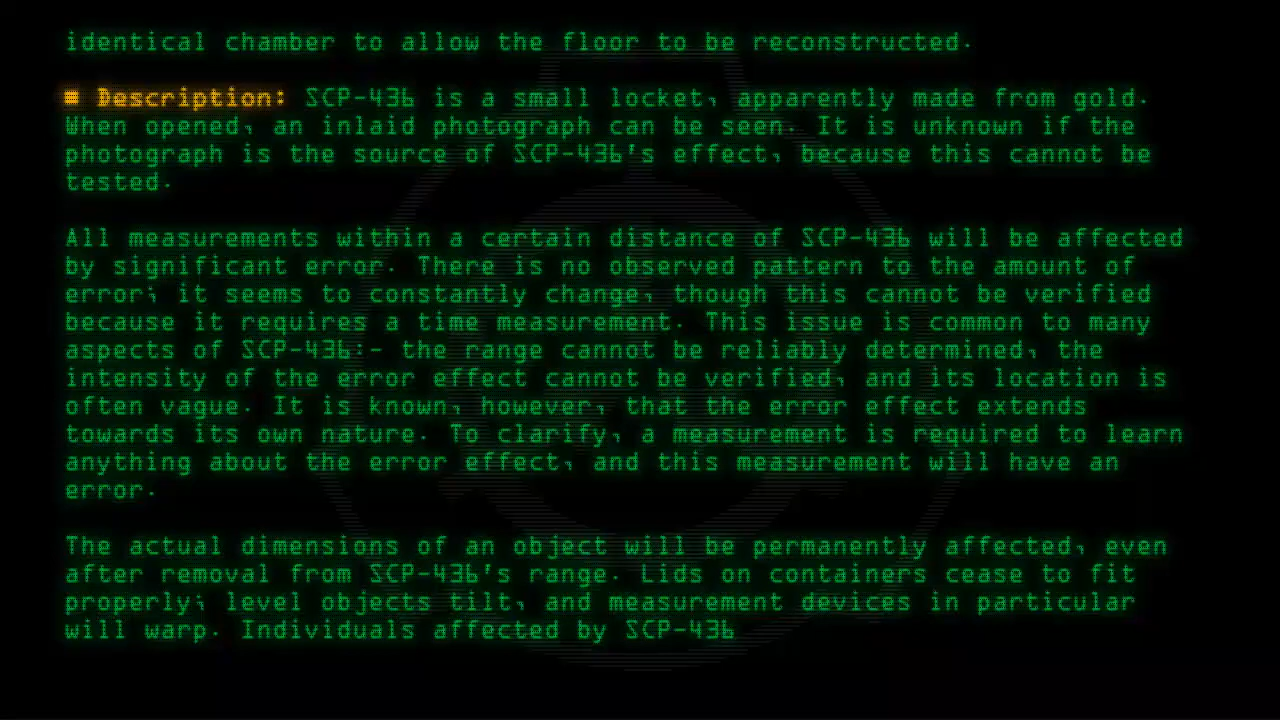 identical chamber to allow the floor to be reconstructed.
■ Description: SCP-436 is a small locket, apparently made from gold.
When opened, an inlaid photograph can be seen. It is unknown if the
photograph is the source of SCP-436's effect, because this cannot be
tested.
All measurements within a certain distance of SCP-436 will be affected
by significant error. There is no observed pattern to the amount of
error; it seems to constantly change, though this cannot be verified
because it requires a time measurement. This issue is common to many
aspects of SCP-436:- the range cannot be reliably determined, the
intensity of the error effect cannot be verified, and its location is
often vague. It is known, however, that the error effect extends
towards its own nature. To clarify, a measurement is required to learn
anything about the error effect, and this measurement will have an
error.
The actual dimensions of an object will be permanently affected, even
after removal from SCP-436's range. Lids on containers cease to fit
properly; level objects tilt, and measurement devices in particular
will warp. Individuals affected by SCP-436